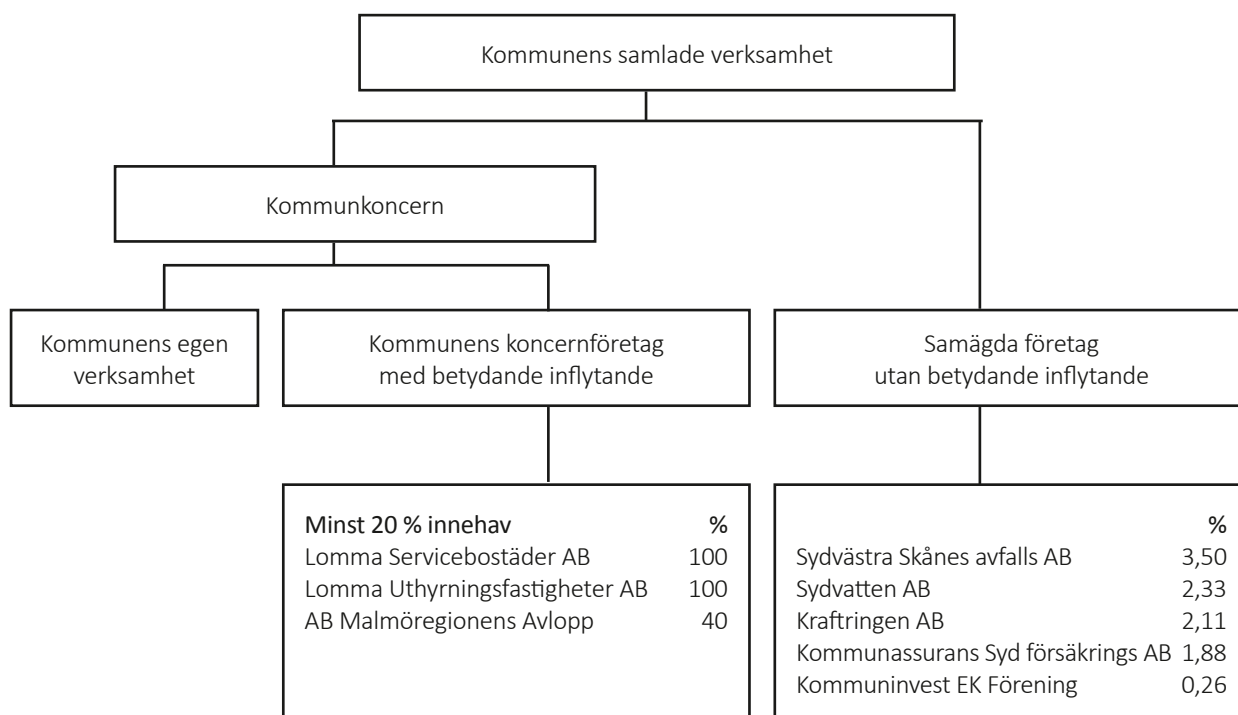 Kommunens samlade verksamhet
Kommunkoncern
Kommunens egen
verksamhet
Kommunens koncernföretag
med betydande inflytande
Samägda företag
utan betydande inflytande
Minst 20 % innehav %
Lomma Servicebostäder AB 100
Lomma Uthyrningsfastigheter AB 100
AB Malmöregionens Avlopp 40
%
Sydvästra Skånes avfalls AB 3,50
Sydvatten AB 2,33
Kraftringen AB 2,11
Kommunassurans Syd försäkrings AB 1,88
Kommuninvest EK Förening 0,26